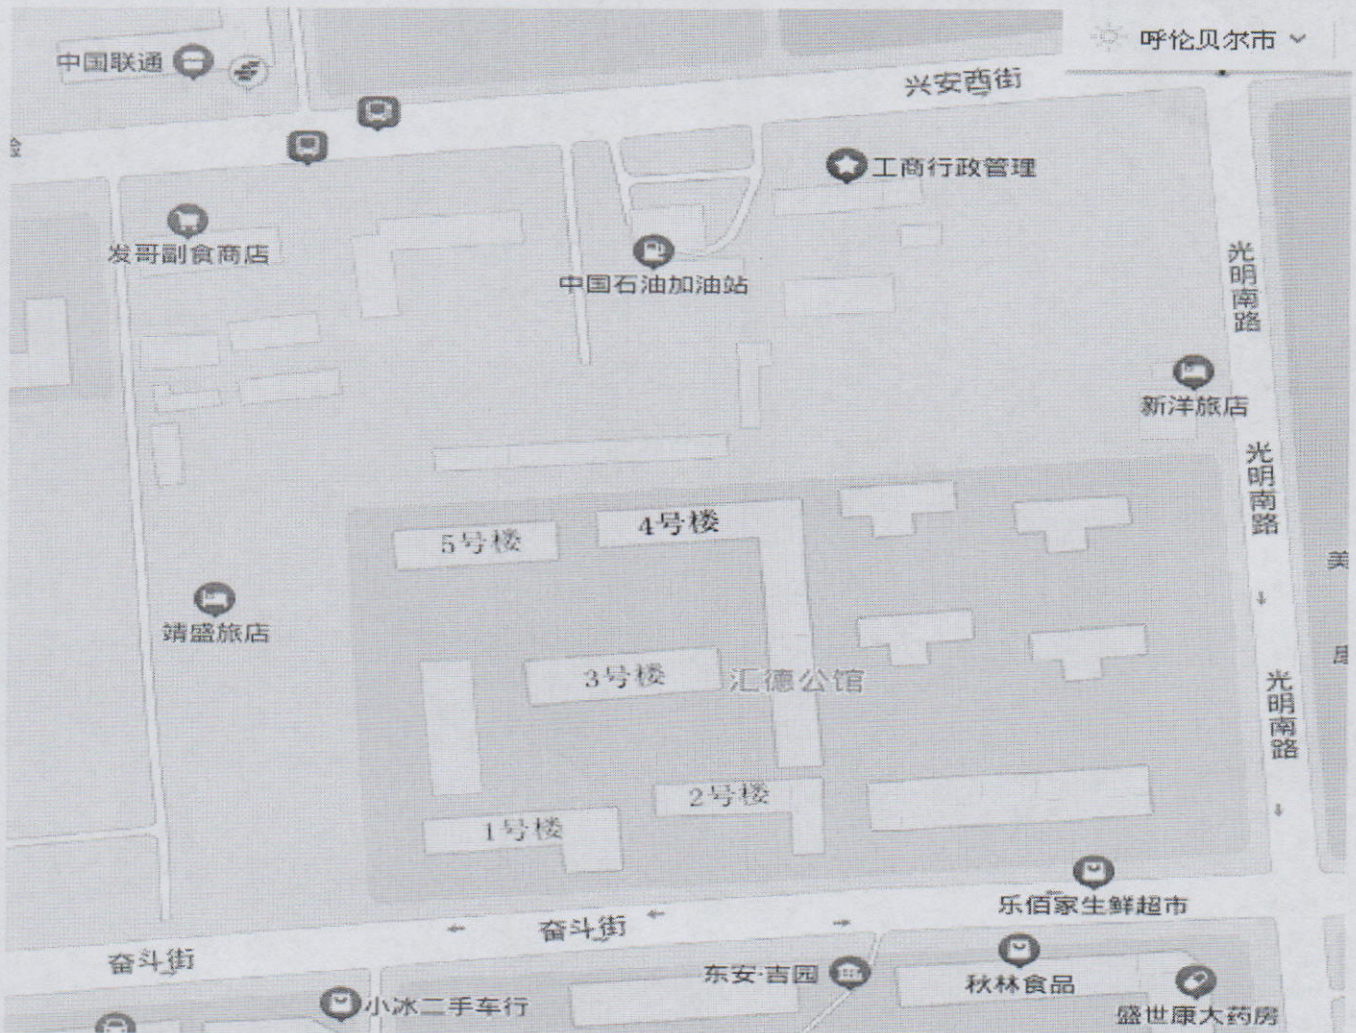 呼伦贝尔市
中国联通
兴安西街
工商行政管理
发哥副食商店
中国石油加油站
光明南路
新洋旅店
光明南路
4号楼
5号楼
美
靖盛旅店
3号楼
汇德公馆
光明南路
2号楼
1号楼
乐佰家生鲜超市
奋斗街
奋斗街
东安·吉园
秋林食品
小冰二手车行
盛世康大药房